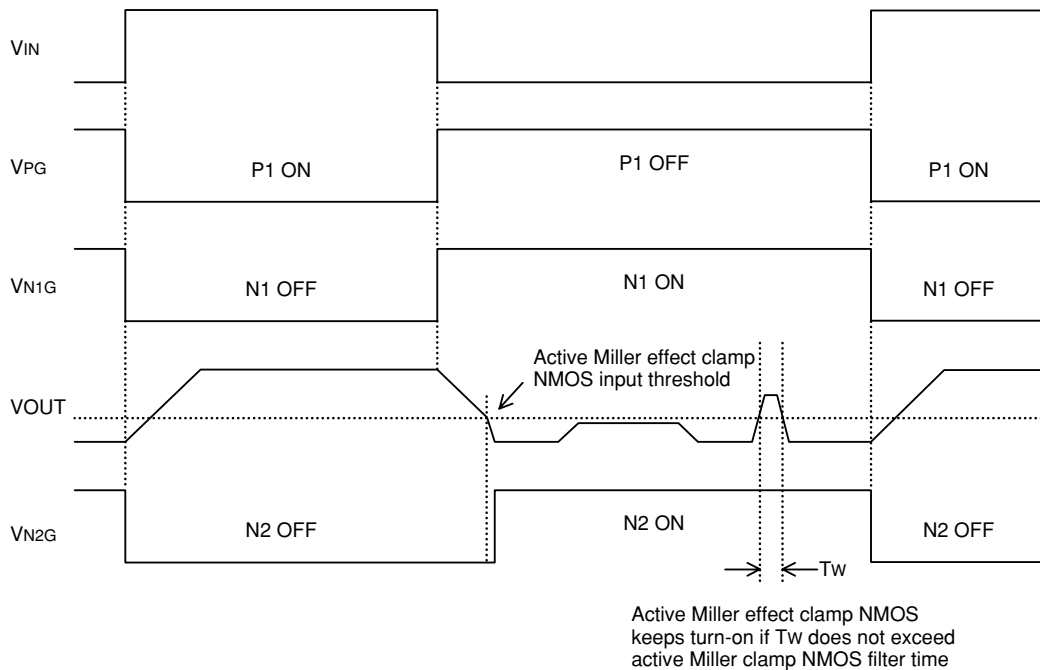 VIN
VPG
P1 ON
P1 OFF
P1 ON
VN1G
N1 OFF
N1 ON
N1 OFF
Active Miller effect clamp
NMOS input threshold
VOUT
VN2G
N2 OFF
N2 ON
N2 OFF
TW
Active Miller effect clamp NMOS
keeps turn-on if TW does not exceed
active Miller clamp NMOS filter time